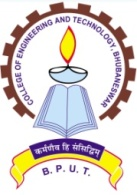 COLLEGE OF ENGINEERING AND TECHNOLOGY, BHUBANESWAR
कर्मणैव हि संसिद्धिम्
B. P. U. T.